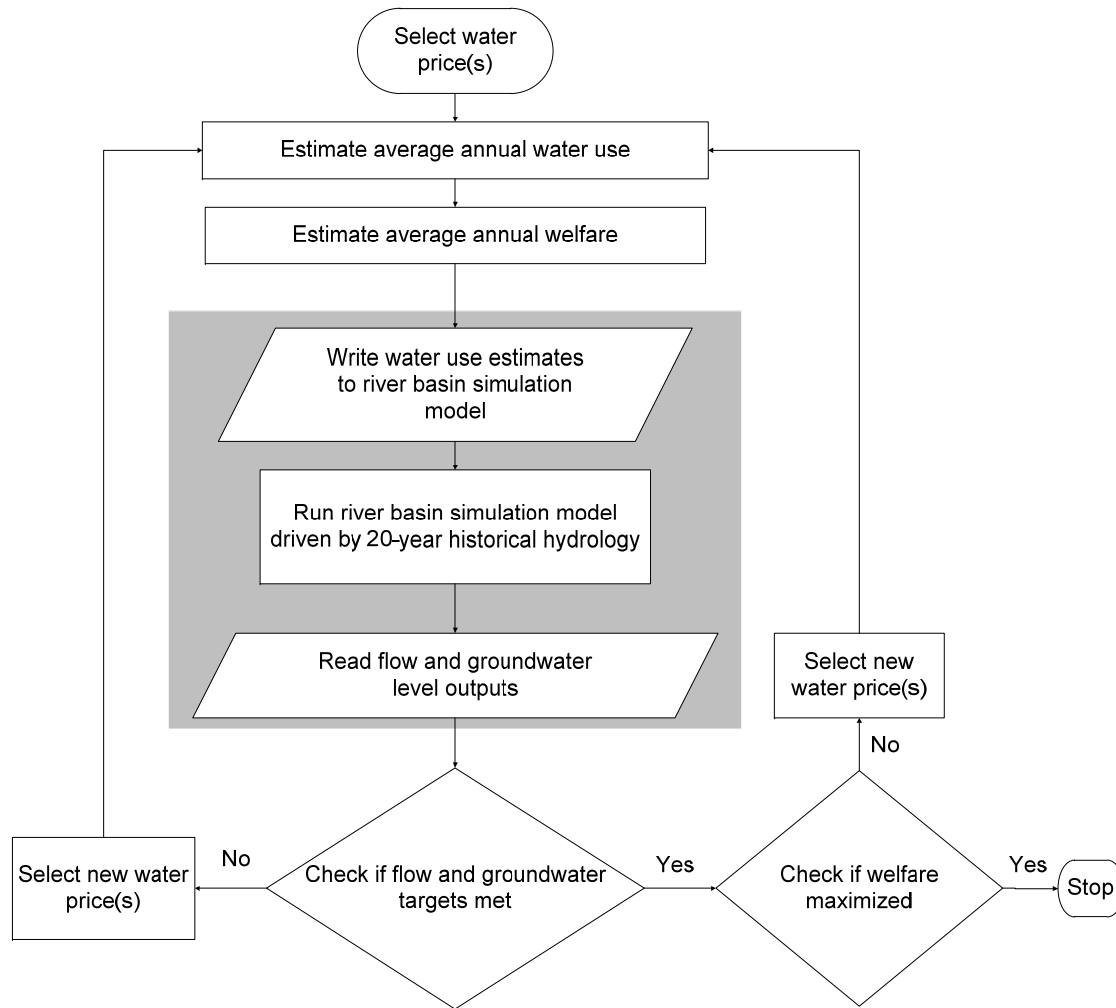 Select water
price(s)
Estimate average annual water use
Estimate average annual welfare
Write water use estimates
to river basin simulation
model
Run river basin simulation model
driven by 20-year historical hydrology
Read flow and groundwater
level outputs
Select new
water price(s)
No
Select new water
price(s)
No
Check if flow and groundwater
targets met
Yes
Check if welfare
maximized
Yes
Stop